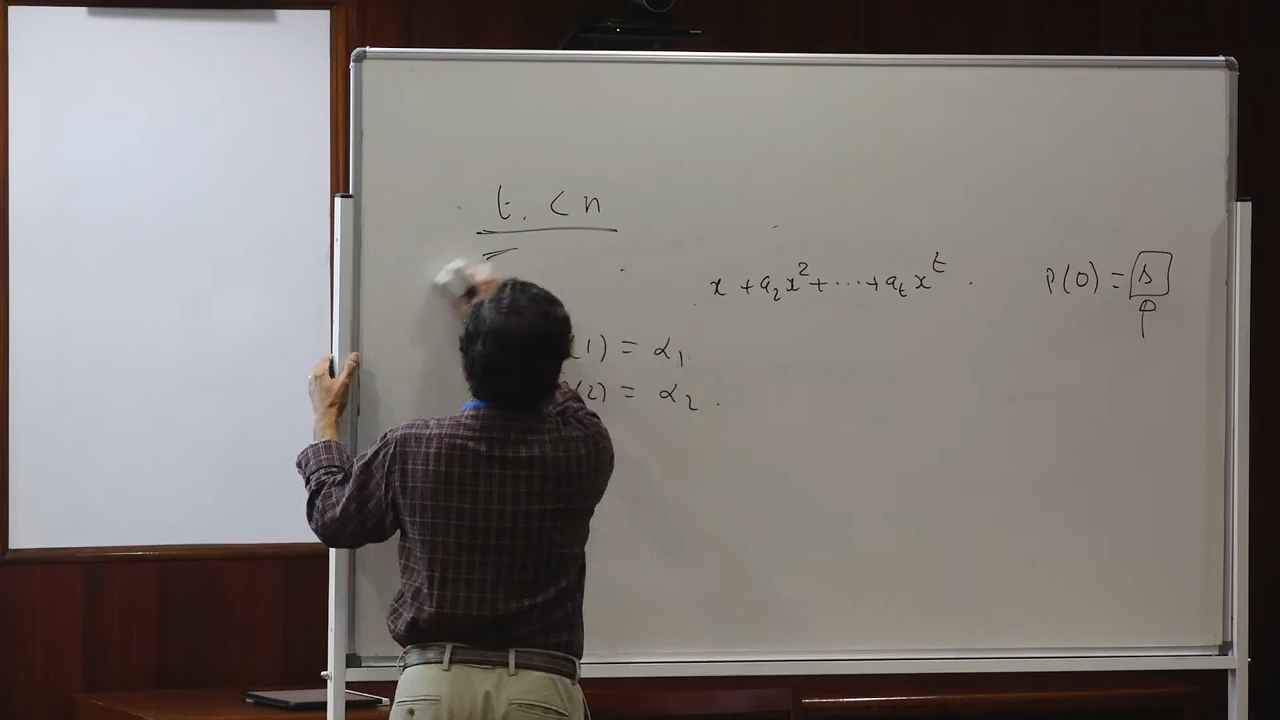 t. < n
x + a₂x² + ⋯ + aₜxᵗ .
P(0) = s
(1) = α₁
(2) = α₂ .